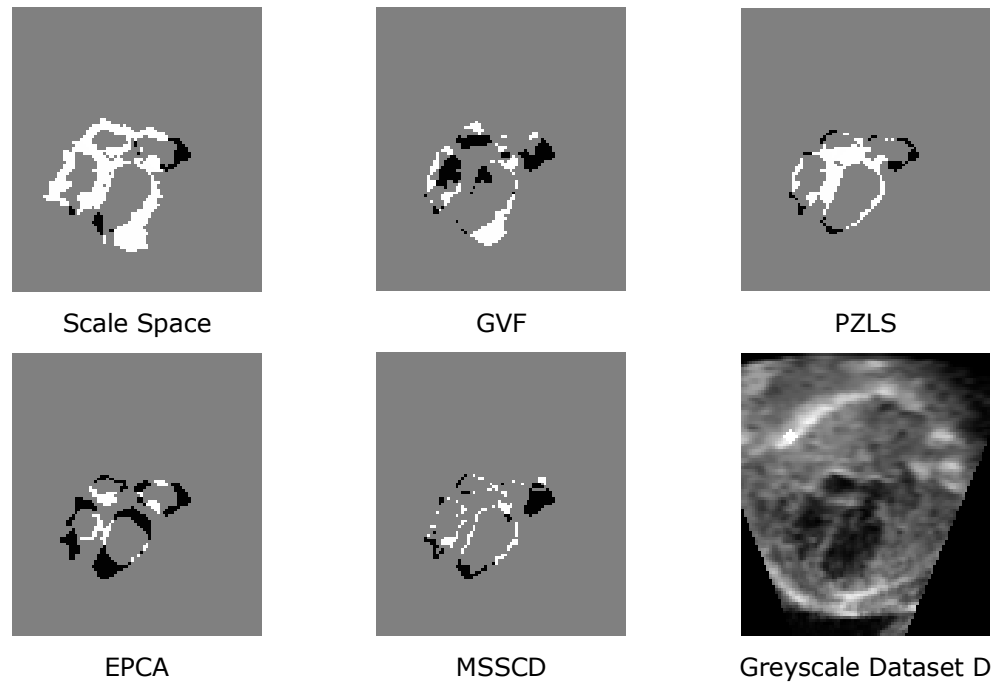 Scale Space
GVF
PZLS
EPCA
MSSCD
Greyscale Dataset D